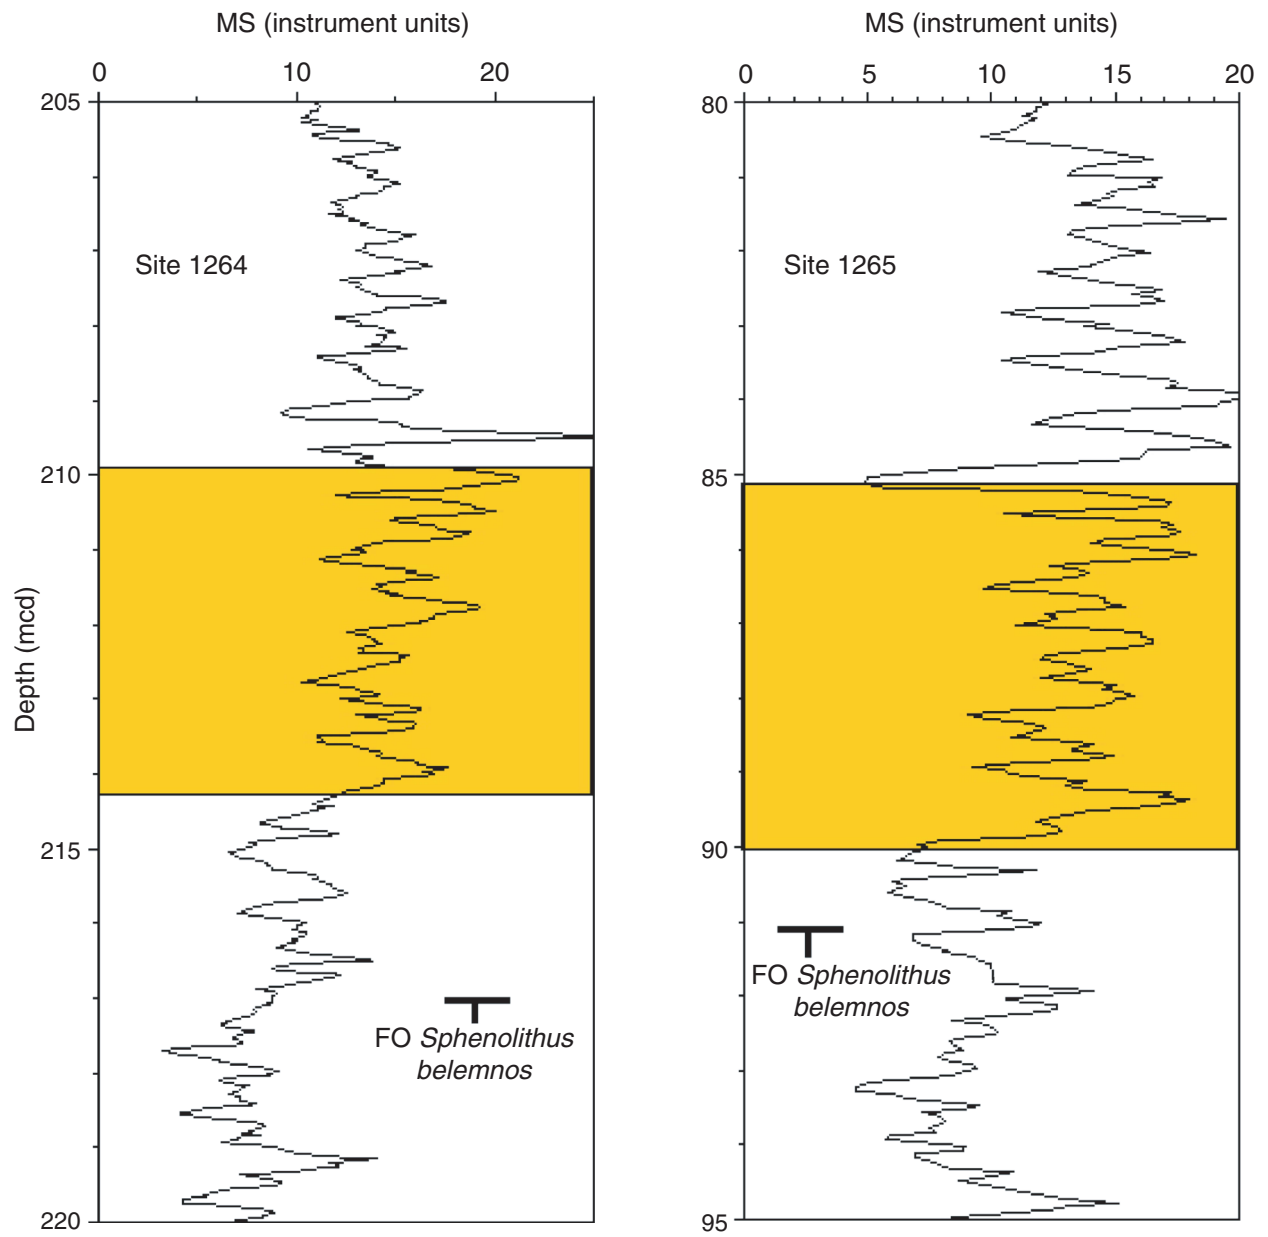 MS (instrument units)
0 10 20
205
210
215
220
Depth (mcd)
Site 1264
FO Sphenolithus
belemnos
MS (instrument units)
0 5 10 15 20
80
85
90
95
Site 1265
FO Sphenolithus
belemnos